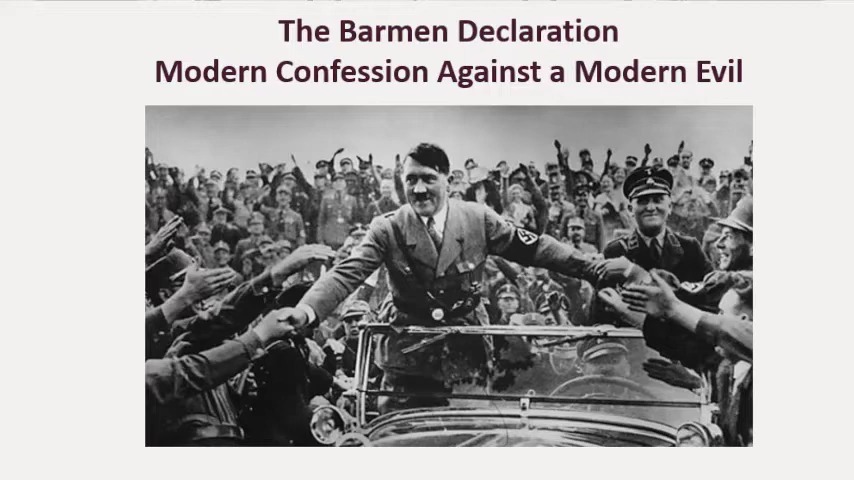 The Barmen Declaration
Modern Confession Against a Modern Evil